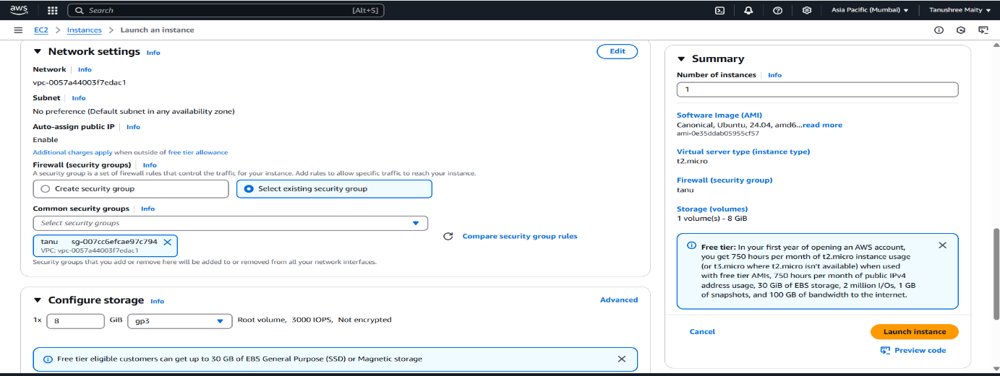 aws
Search [Alt+S]
Asia Pacific (Mumbai) Tanushree Maity
EC2 > Instances > Launch an instance
Network settings Info
Edit
Network Info
vpc-0057a44003f7edac1
Subnet Info
No preference (Default subnet in any availability zone)
Auto-assign public IP Info
Enable
Additional charges apply when outside of free tier allowance
Firewall (security groups) Info
A security group is a set of firewall rules that control the traffic for your instance. Add rules to allow specific traffic to reach your instance.
Create security group
Select existing security group
Common security groups Info
Select security groups
tanu sg-007cc6efcae97c794
VPC: vpc-0057a44003f7edac1
Compare security group rules
Security groups that you add or remove here will be added to or removed from all your network interfaces.
Configure storage Info
Advanced
1x 8 GiB gp3 Root volume, 3000 IOPS, Not encrypted
Free tier eligible customers can get up to 30 GB of EBS General Purpose (SSD) or Magnetic storage
Summary
Number of instances Info
1
Software Image (AMI)
Canonical, Ubuntu, 24.04, amd6...read more
ami-0e35ddab05955cf57
Virtual server type (instance type)
t2.micro
Firewall (security group)
tanu
Storage (volumes)
1 volume(s) - 8 GiB
Free tier: In your first year of opening an AWS account,
you get 750 hours per month of t2.micro instance usage
(or t3.micro where t2.micro isn't available) when used
with free tier AMIs, 750 hours per month of public IPv4
address usage, 30 GiB of EBS storage, 2 million I/Os, 1 GB
of snapshots, and 100 GB of bandwidth to the internet.
Cancel
Launch instance
Preview code